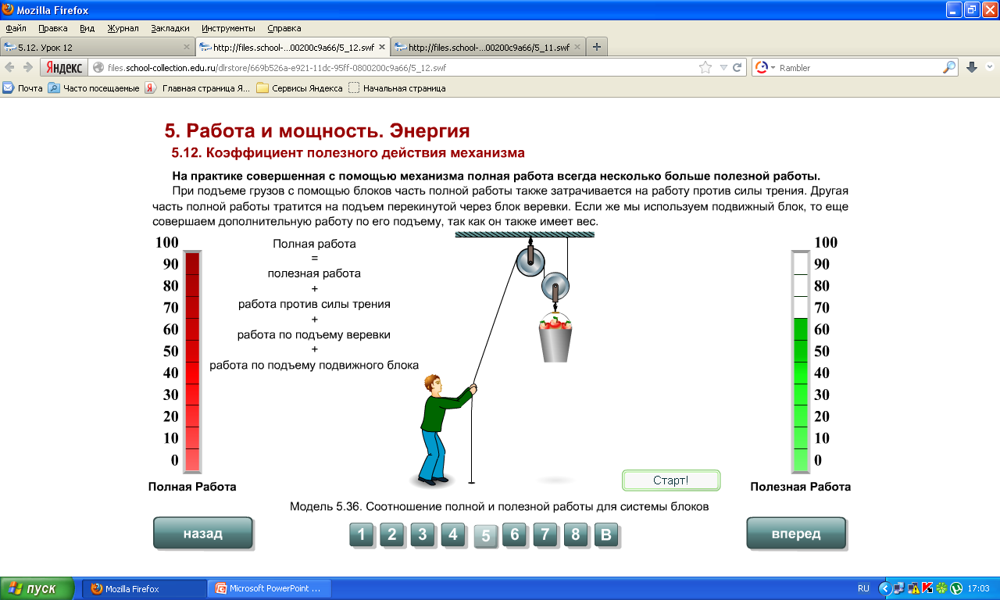 Mozilla Firefox
Файл Правка Вид Журнал Закладки Инструменты Справка
5.12. Урок 12
http://files.school-...00200c9a66/5_12.swf
http://files.school-...00200c9a66/5_11.swf
Яндекс
files.school-collection.edu.ru/dlrstore/669b526a-e921-11dc-95ff-0800200c9a66/5_12.swf
Rambler
Почта Часто посещаемые Главная страница Я... Сервисы Яндекса Начальная страница
5. Работа и мощность. Энергия
5.12. Коэффициент полезного действия механизма
На практике совершенная с помощью механизма полная работа всегда несколько больше полезной работы.
При подъеме грузов с помощью блоков часть полной работы также затрачивается на работу против силы трения. Другая
часть полной работы тратится на подъем перекинутой через блок веревки. Если же мы используем подвижный блок, то еще
совершаем дополнительную работу по его подъему, так как он также имеет вес.
100
90
80
70
60
50
40
30
20
10
0
Полная Работа
Полная работа
=
полезная работа
+
работа против силы трения
+
работа по подъему веревки
+
работа по подъему подвижного блока
Старт!
100
90
80
70
60
50
40
30
20
10
0
Полезная Работа
Модель 5.36. Соотношение полной и полезной работы для системы блоков
назад 1 2 3 4 5 6 7 8 В вперед
пуск Mozilla Firefox Microsoft PowerPoint ... RU 17:03